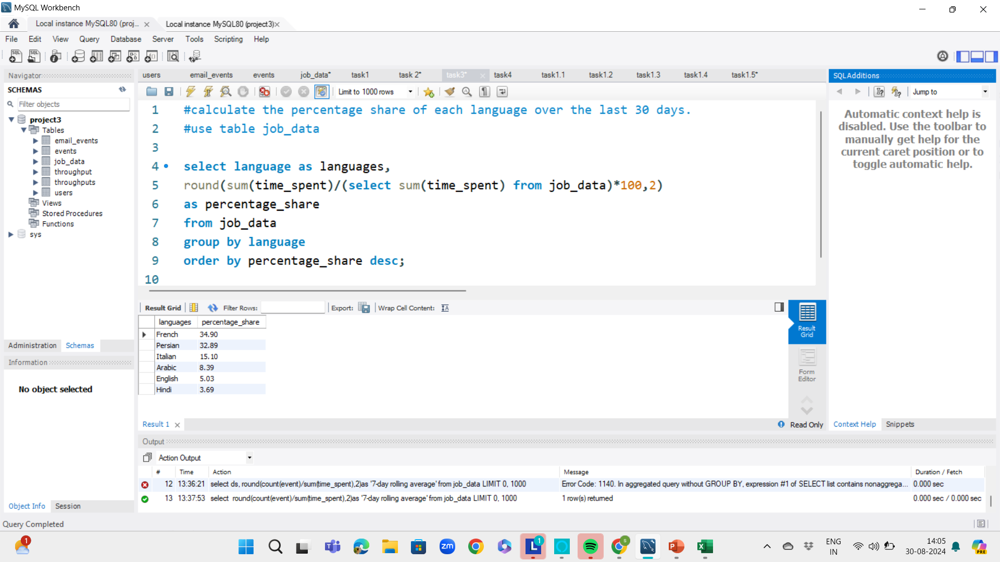 MySQL Workbench
Local instance MySQL80 (proj...
Local instance MySQL80 (project3)
File Edit View Query Database Server Tools Scripting Help
Navigator
SCHEMAS
Filter objects
project3
Tables
email_events
events
job_data
throughput
throughputs
users
Views
Stored Procedures
Functions
sys
Administration Schemas
Information
No object selected
Object Info Session
Query Completed
users email_events events job_data* task1 task 2* task3* task4 task1.1 task1.2 task1.3 task1.4 task1.5*
Limit to 1000 rows
1 #calculate the percentage share of each language over the last 30 days.
2 #use table job_data
3
4 select language as languages,
5 round(sum(time_spent)/(select sum(time_spent) from job_data)*100,2)
6 as percentage_share
7 from job_data
8 group by language
9 order by percentage_share desc;
10
Result Grid Filter Rows: Export: Wrap Cell Content:
languages percentage_share
French 34.90
Persian 32.89
Italian 15.10
Arabic 8.39
English 5.03
Hindi 3.69
Result Grid
Form Editor
Result 1
Read Only
SQLAdditions
Jump to
Automatic context help is
disabled. Use the toolbar to
manually get help for the
current caret position or to
toggle automatic help.
Context Help Snippets
Output
Action Output
# Time Action Message Duration / Fetch
12 13:36:21 select ds, round(count(event)/sum(time_spent),2)as '7-day rolling average' from job_data LIMIT 0, 1000 Error Code: 1140. In aggregated query without GROUP BY, expression #1 of SELECT list contains nonaggrega... 0.000 sec
13 13:37:53 select  round(count(event)/sum(time_spent),2)as '7-day rolling average' from job_data LIMIT 0, 1000 1 row(s) returned 0.000 sec / 0.000 sec
1
zm
L
1
S
P
X
ENG
IN
14:05
30-08-2024
PRE